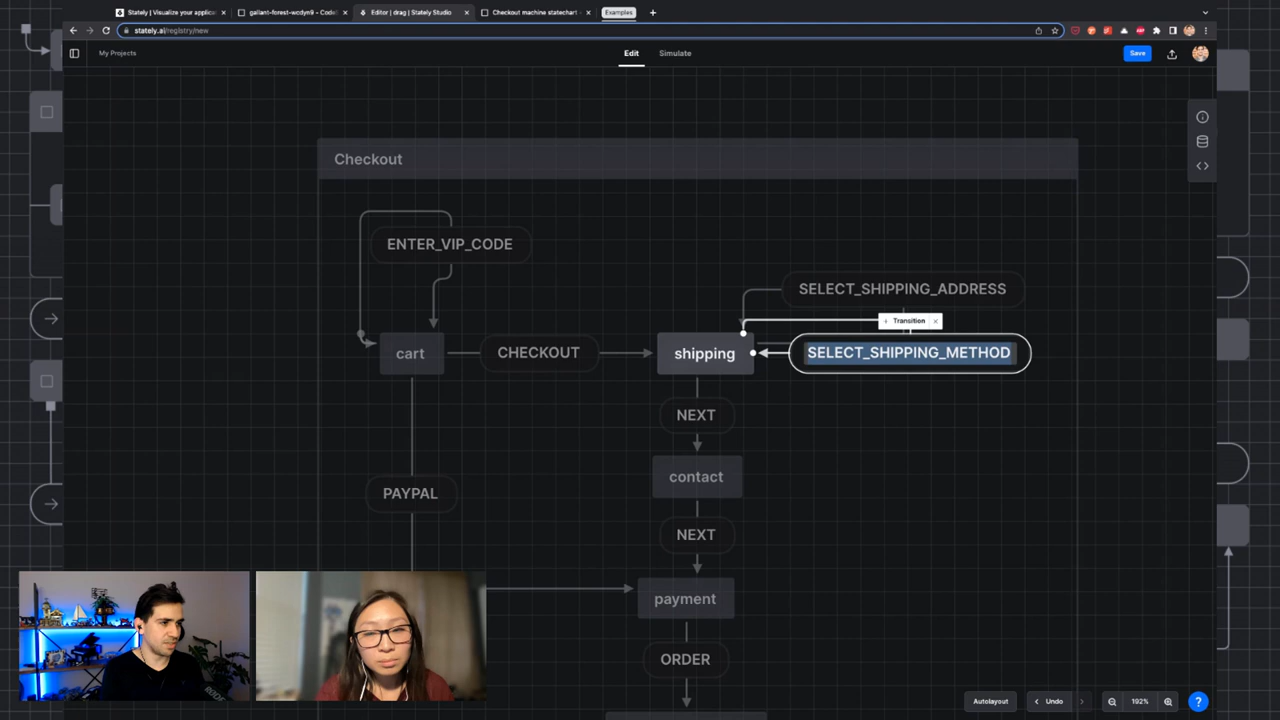 Stately | Visualize your applica
gallant-forest-wcdyn9 – CodeS
Editor | drag | Stately Studio
Checkout machine statechart –
Examples
stately.ai/registry/new
My Projects
Edit
Simulate
Save
Checkout
ENTER_VIP_CODE
SELECT_SHIPPING_ADDRESS
Transition
cart
CHECKOUT
shipping
SELECT_SHIPPING_METHOD
NEXT
contact
PAYPAL
NEXT
payment
ORDER
Autolayout
Undo
192%
?